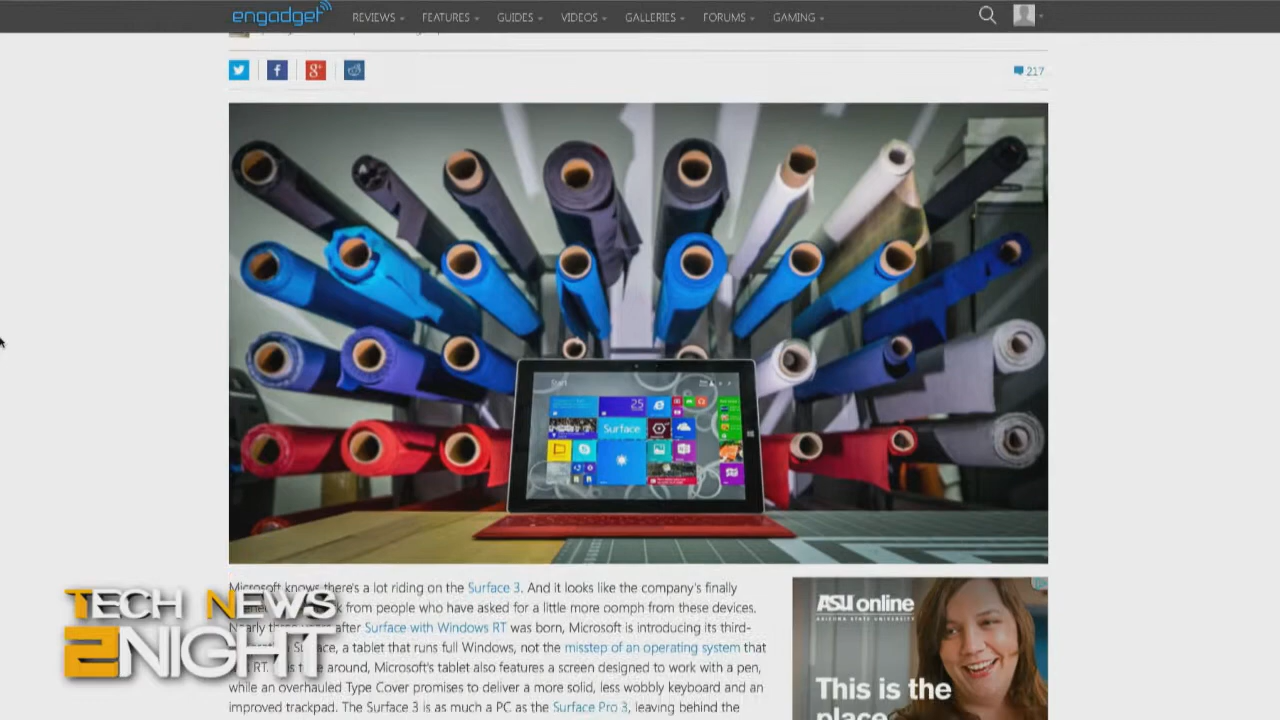 engadget
REVIEWS FEATURES GUIDES VIDEOS GALLERIES FORUMS GAMING
217
Start
25
Surface
Microsoft knows there's a lot riding on the Surface 3. And it looks like the company's finally
from people who have asked for a little more oomph from these devices.
after Surface with Windows RT was born, Microsoft is introducing its third-
a tablet that runs full Windows, not the misstep of an operating system that
RT. around, Microsoft's tablet also features a screen designed to work with a pen,
while an overhauled Type Cover promises to deliver a more solid, less wobbly keyboard and an
improved trackpad. The Surface 3 is as much a PC as the Surface Pro 3, leaving behind the
TECH NEWS
2NIGHT
ASU online
ARIZONA STATE UNIVERSITY
This is the
place